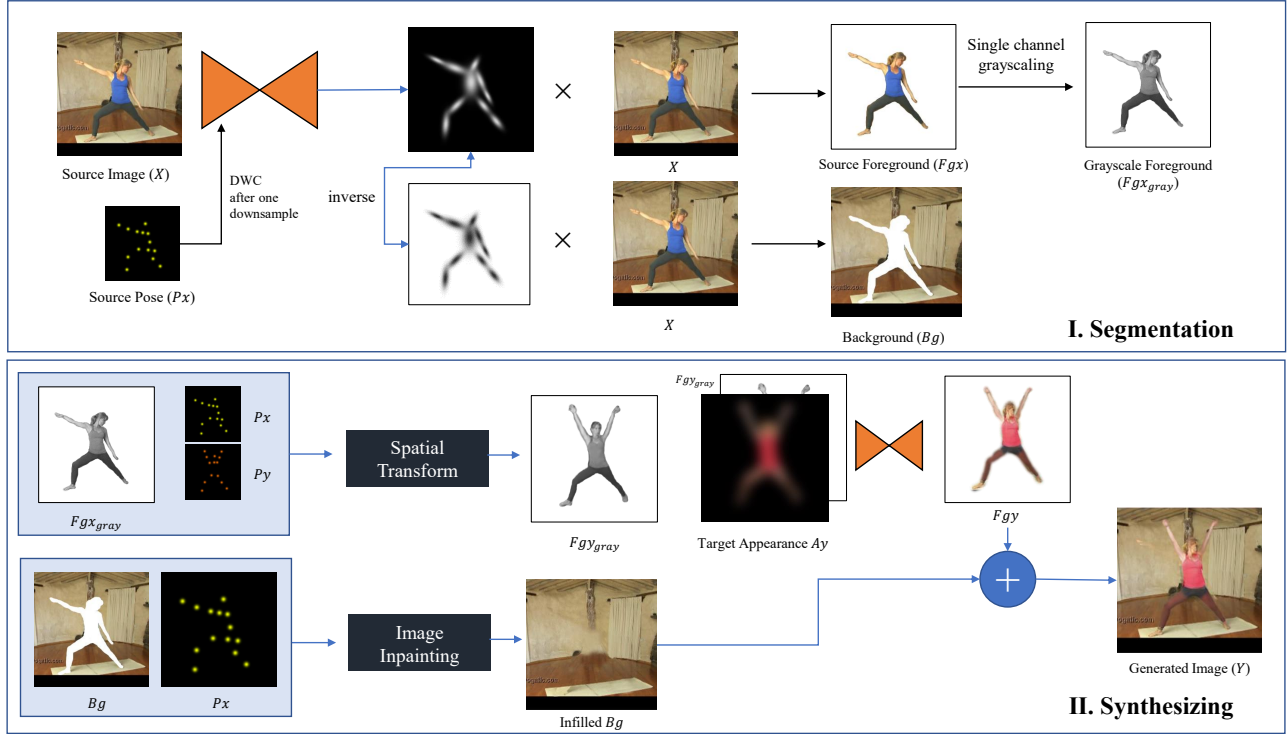 Single channel
grayscaling
Source Image (X)
DWC
after one
downsample
inverse
×
X
Source Foreground (Fgx)
Grayscale Foreground
(Fgx_gray)
Source Pose (Px)
×
X
Background (Bg)
I. Segmentation
Fgx_gray
Px
Py
Spatial
Transform
Fgy_gray
Fgy_gray
Target Appearance Ay
Fgy
+
Bg
Px
Image
Inpainting
Infilled Bg
Generated Image (Y)
II. Synthesizing